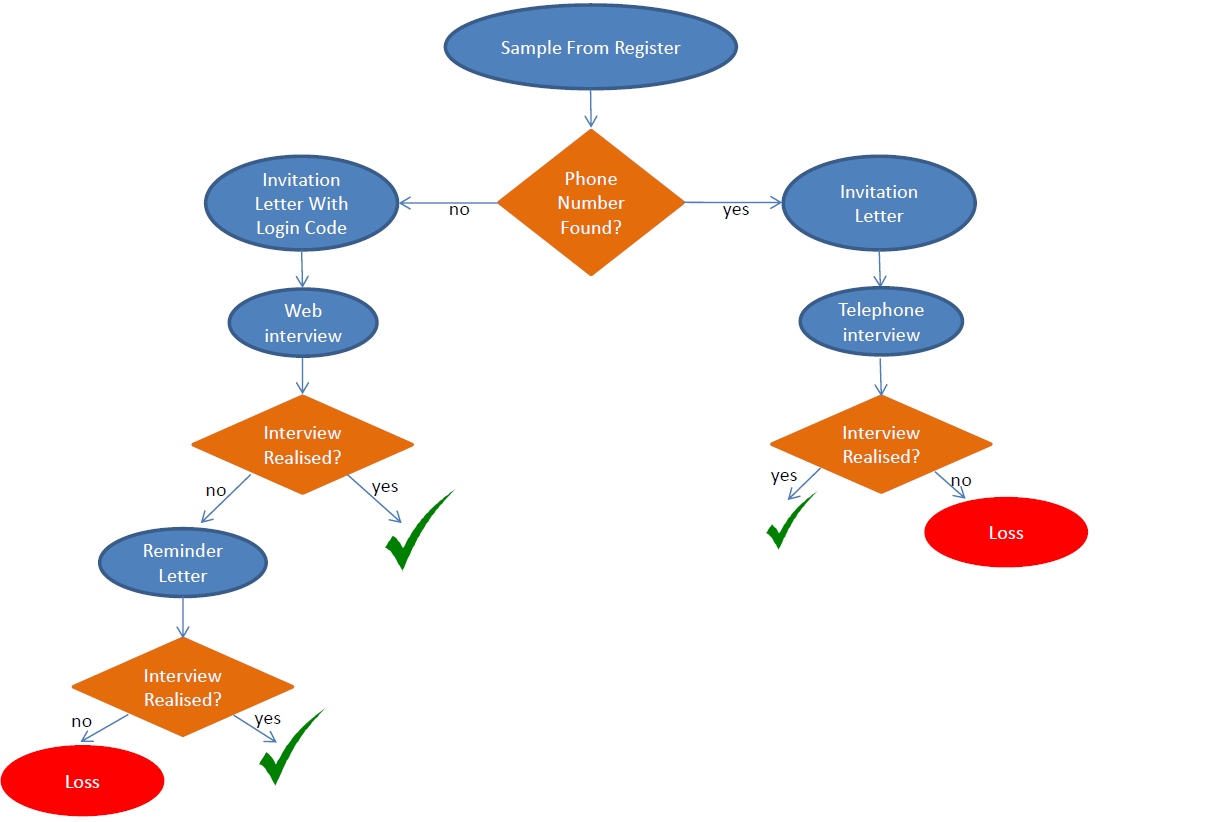 Sample From Register
Phone
Number
Found?
no
yes
Invitation
Letter With
Login Code
Invitation
Letter
Web
interview
Telephone
interview
Interview
Realised?
no
yes
Interview
Realised?
yes
no
Reminder
Letter
Loss
Interview
Realised?
no
yes
Loss